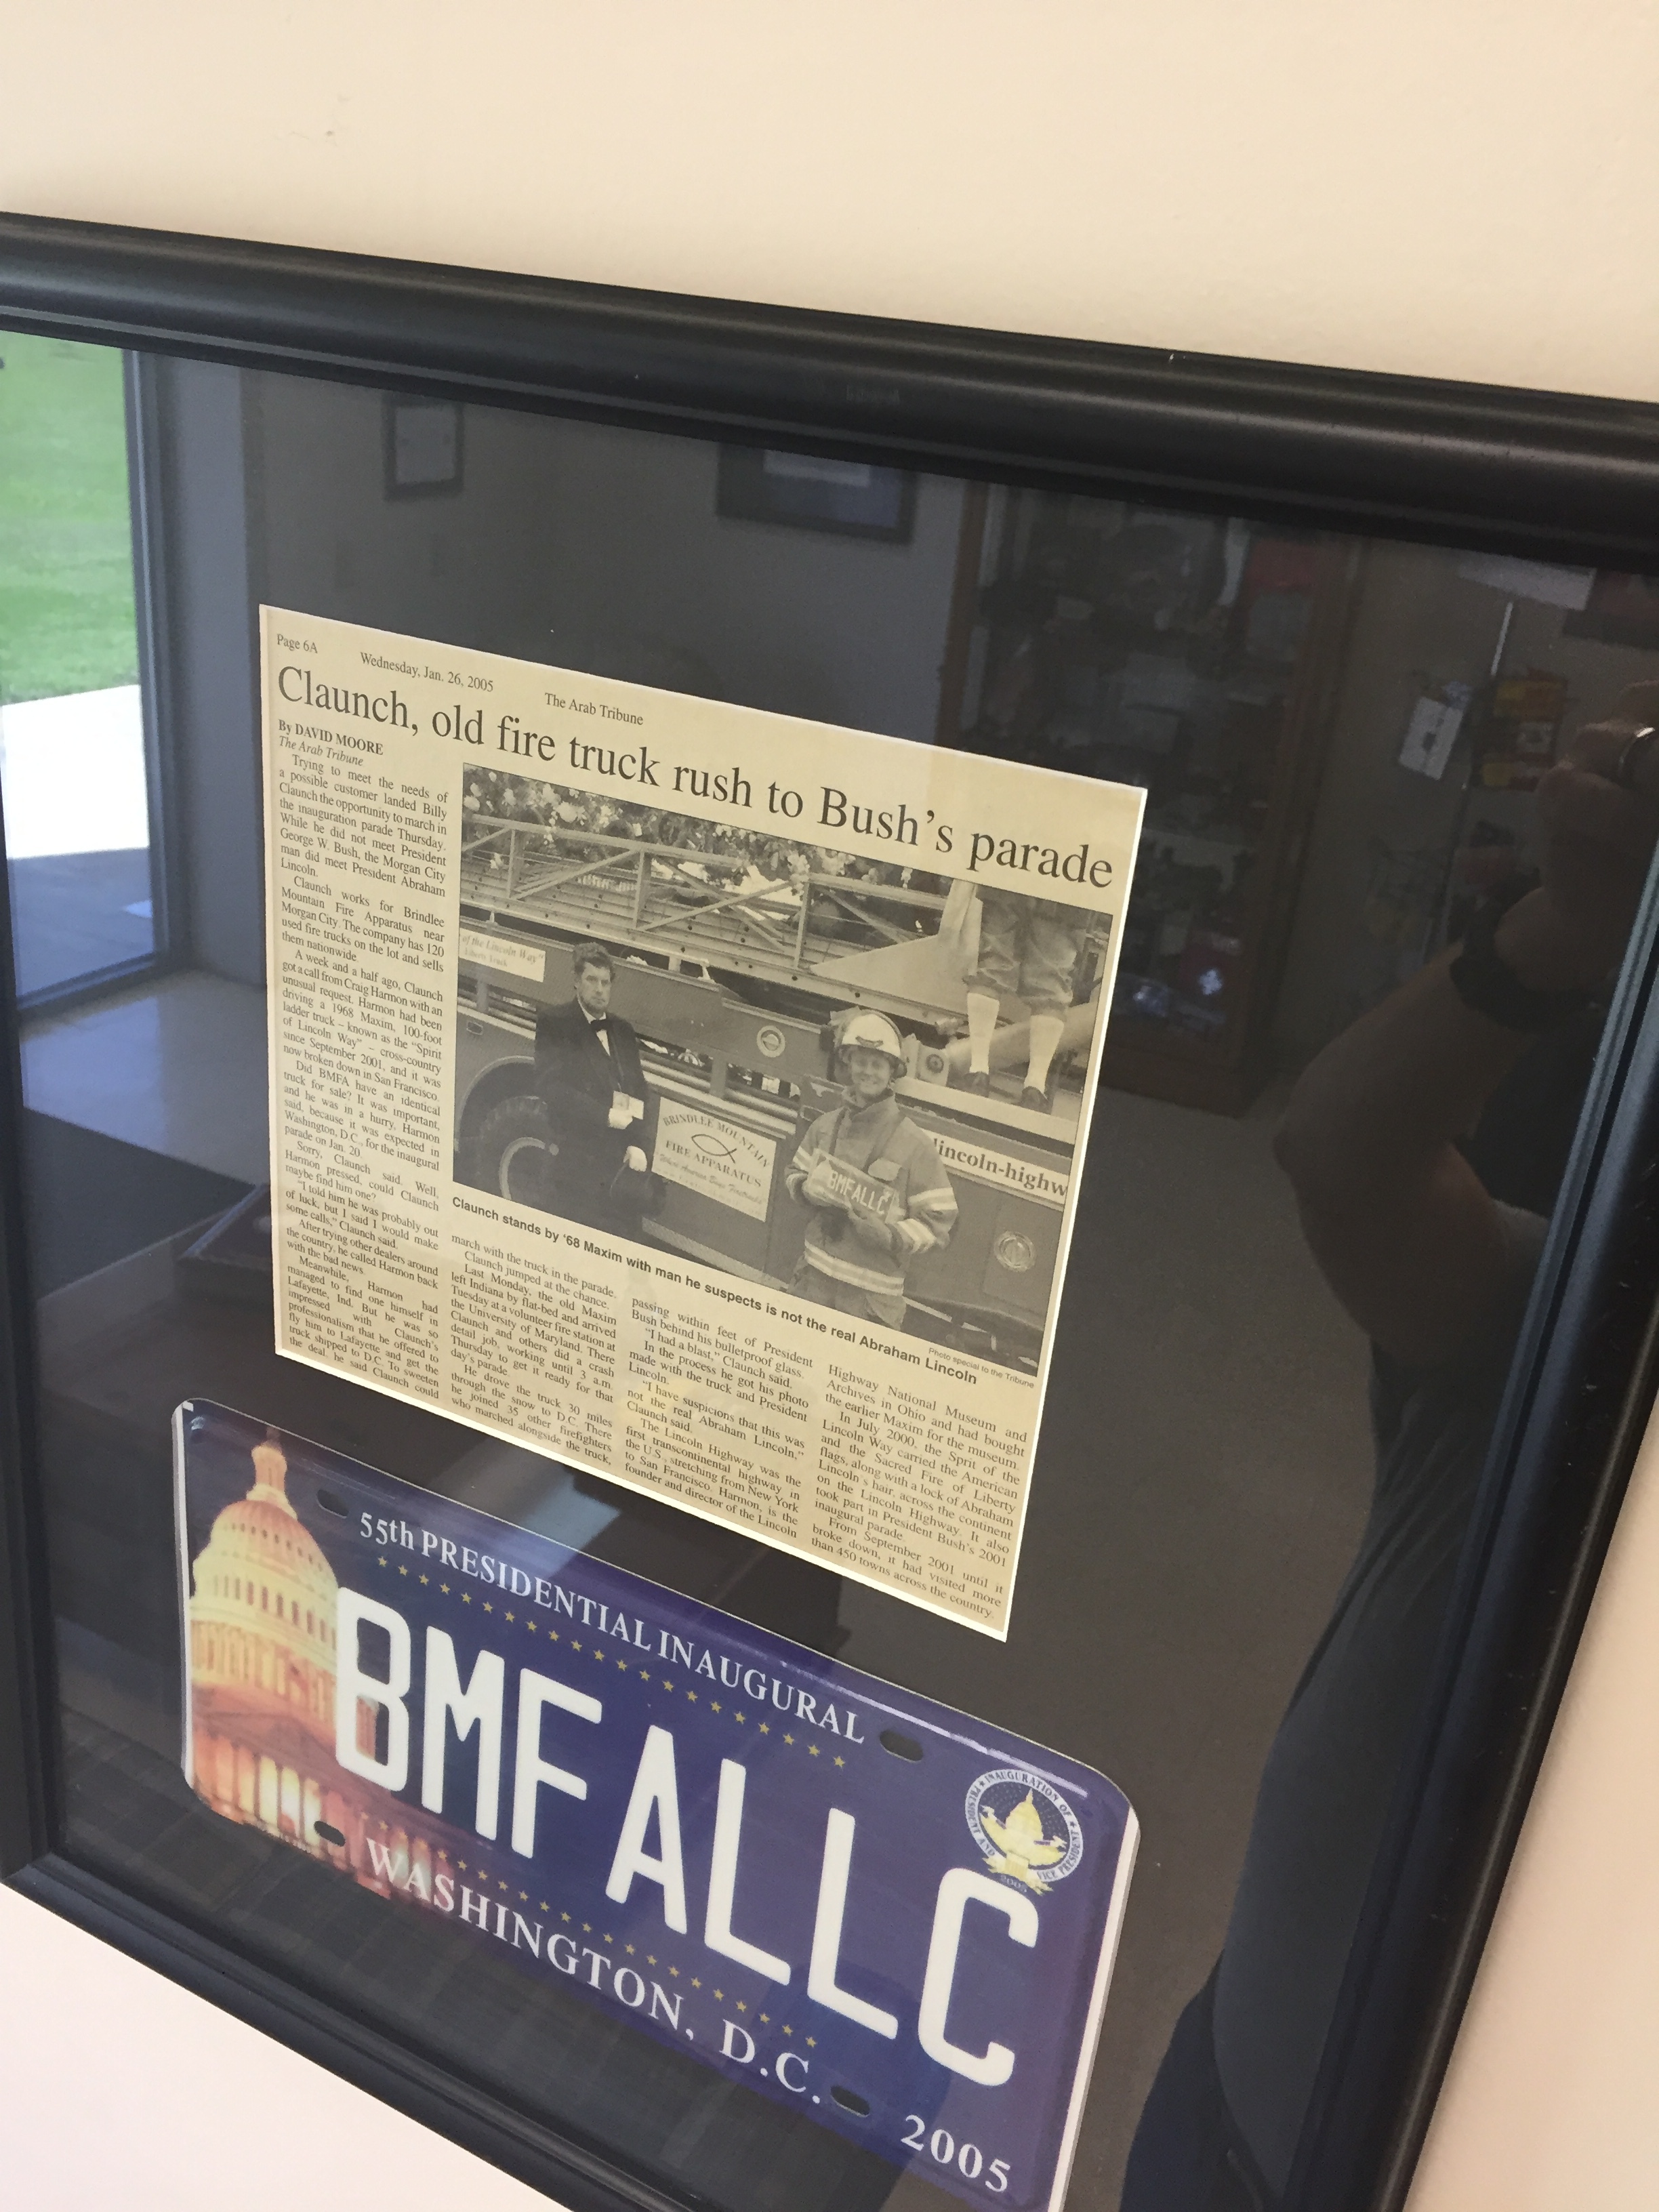 Page 6A
Wednesday, Jan. 26, 2005
The Arab Tribune
Claunch, old fire truck rush to Bush's parade
By DAVID MOORE
The Arab Tribune
Trying to meet the needs of
a possible customer landed Billy
Claunch the opportunity to march in
the inauguration parade Thursday.
While he did not meet President
George W. Bush, the Morgan City
man did meet President Abraham
Lincoln.
Claunch works for Brindlee
Mountain Fire Apparatus near
Morgan City. The company has 120
used fire trucks on the lot and sells
them nationwide
A week and a half ago, Claunch
got a call from Craig Harmon with an
unusual request. Harmon had been
driving a 1968 Maxim, 100-foot
ladder truck – known as the "Spirit
of Lincoln Way" – cross-country
since September 2001, and it was
now broken down in San Francisco.
Did BMFA have an identical
truck for sale? It was important,
and he was in a hurry, Harmon
said, because it was expected in
Washington, D.C., for the inaugural
parade on Jan. 20.
Sorry, Claunch said. Well,
Harmon pressed, could Claunch
maybe find him one?
"I told him he was probably out
of luck, but I said I would make
some calls," Claunch said.
After trying other dealers around
the country, he called Harmon back
with the bad news.
Meanwhile, Harmon had
managed to find one himself in
Lafayette, Ind. But he was so
impressed with Claunch's
professionalism that he offered to
fly him to Lafayette and get the
truck shipped to D.C. To sweeten
the deal, he said Claunch could
of the Lincoln Way"
BRINDLEE MOUNTAIN
FIRE APPARATUS
BMFALLC
lincoln-highw
Claunch stands by '68 Maxim with man he suspects is not the real Abraham Lincoln
Photo special to the Tribune
march with the truck in the parade.
Claunch jumped at the chance.
Last Monday, the old Maxim
left Indiana by flat-bed and arrived
Tuesday at a volunteer fire station at
the University of Maryland. There
Claunch and others did a crash
detail job, working until 3 a.m.
Thursday to get it ready for that
day's parade.
He drove the truck 30 miles
through the snow to D.C. There
he joined 35 other firefighters
who marched alongside the truck,
passing within feet of President
Bush behind his bulletproof glass.
"I had a blast," Claunch said.
In the process he got his photo
made with the truck and President
Lincoln.
"I have suspicions that this was
not the real Abraham Lincoln,"
Claunch said.
The Lincoln Highway was the
first transcontinental highway in
the U.S., stretching from New York
to San Francisco. Harmon, is the
founder and director of the Lincoln
Highway National Museum and
Archives in Ohio and had bought
the earlier Maxim for the museum.
In July 2000, the Sprit of the
Lincoln Way carried the American
and the Sacred Fire of Liberty
flags, along with a lock of Abraham
Lincoln's hair, across the continent
on the Lincoln Highway. It also
took part in President Bush's 2001
inaugural parade.
From September 2001 until it
broke down, it had visited more
than 450 towns across the country.
55th PRESIDENTIAL INAUGURAL
BMFALLC
INAUGURATION OF PRESIDENT AND VICE PRESIDENT
2005
WASHINGTON, D.C. 2005